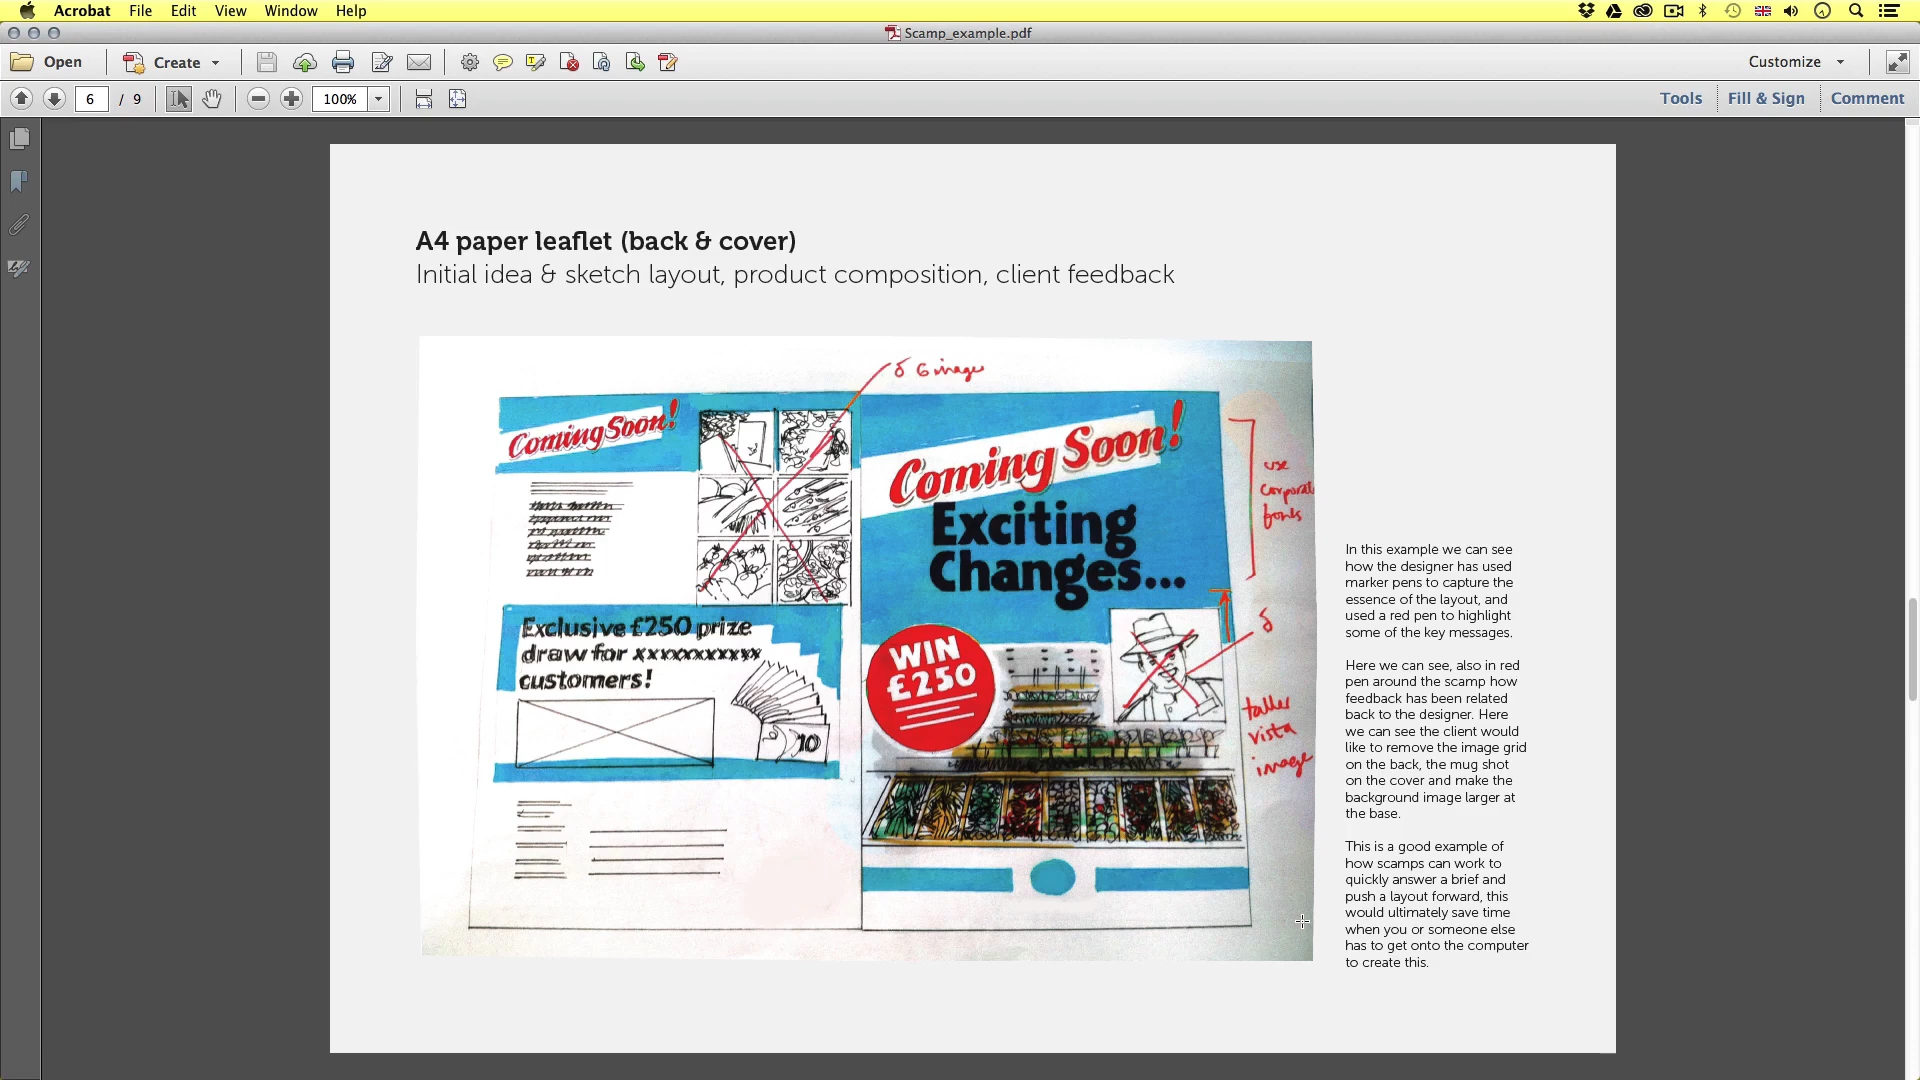 Acrobat File Edit View Window Help
Scamp_example.pdf
Open Create Customize
6 / 9 100% Tools Fill & Sign Comment
A4 paper leaflet (back & cover)
Initial idea & sketch layout, product composition, client feedback
6 images
Coming Soon!
Coming Soon!
Exciting
Changes...
use
corporate
fonts
Exclusive £250 prize
draw for xxxxxxxxxx
customers!
10
WIN
£250
taller
vista
image
In this example we can see
how the designer has used
marker pens to capture the
essence of the layout, and
used a red pen to highlight
some of the key messages.
Here we can see, also in red
pen around the scamp how
feedback has been related
back to the designer. Here
we can see the client would
like to remove the image grid
on the back, the mug shot
on the cover and make the
background image larger at
the base.
This is a good example of
how scamps can work to
quickly answer a brief and
push a layout forward, this
would ultimately save time
when you or someone else
has to get onto the computer
to create this.